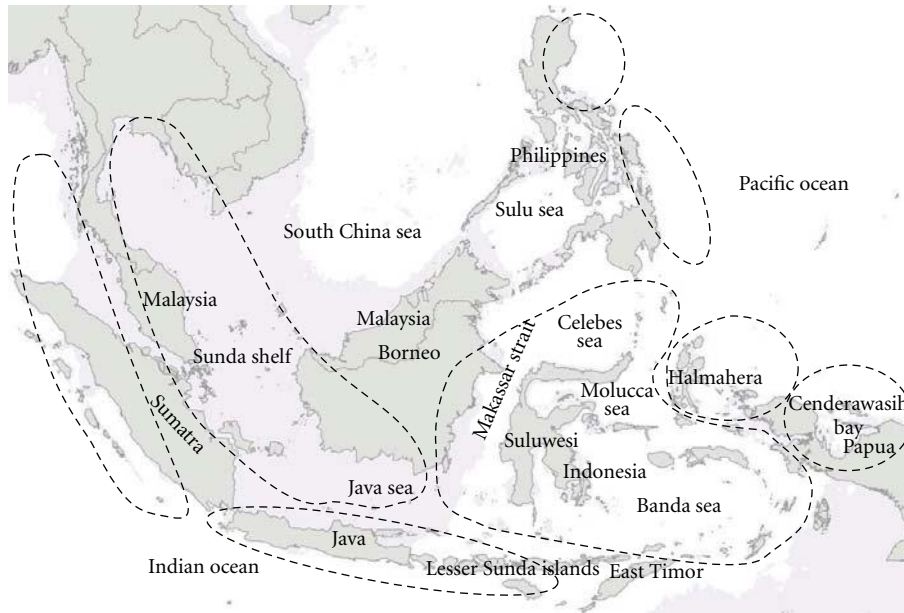 Philippines
Pacific ocean
Sulu sea
South China sea
Malaysia
Malaysia
Celebes
sea
Sunda shelf
Borneo
Makassar strait
Halmahera
Molucca
sea
Cenderawasih
bay
Papua
Sumatra
Suluwesi
Indonesia
Java sea
Banda sea
Java
Indian ocean
Lesser Sunda islands
East Timor